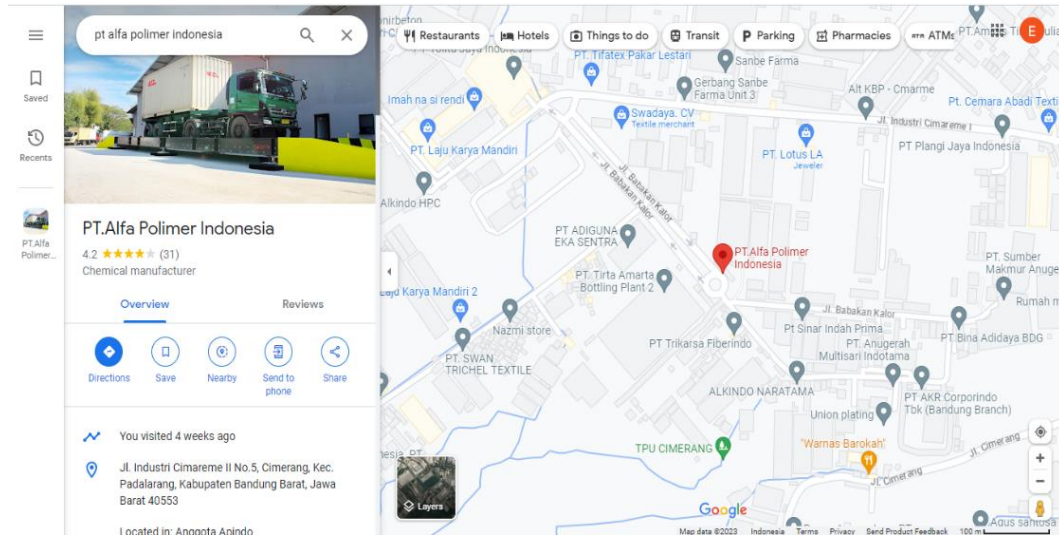 pt alfa polimer indonesia
Saved
Recents
PT.Alfa
Polimer...
PT.Alfa Polimer Indonesia
4.2 ★★★★★ (31)
Chemical manufacturer
Overview
Reviews
Directions
Save
Nearby
Send to
phone
Share
You visited 4 weeks ago
Jl. Industri Cimareme II No.5, Cimerang, Kec.
Padalarang, Kabupaten Bandung Barat, Jawa
Barat 40553
Located in: Anggota Apindo
Restaurants
Hotels
Things to do
Transit
Parking
Pharmacies
ATM ATMs
E
PT. Tifatex Pakar Lestari
Sanbe Farma
Gerbang Sanbe
Farma Unit 3
Alt KBP - Cmarme
Imah na si rendi
Swadaya. CV
Textile merchant
Pt. Cemara Abadi Texti
Jl. Industri Cimareme I
PT. Laju Karya Mandiri
PT. Lotus LA
Jeweler
PT Plangi Jaya Indonesia
Jl. Babakan Kalor
Jl. Babakan Kalor
Alkindo HPC
PT ADIGUNA
EKA SENTRA
PT.Alfa Polimer
Indonesia
PT. Tirta Amarta
Bottling Plant 2
PT. Sumber
Makmur Anuge
Karya Mandiri 2
Rumah m
Jl. Babakan Kalor
Nazmi store
Pt Sinar Indah Prima
PT Trikarsa Fiberindo
PT. Anugerah
Multisari Indotama
PT Bina Adidaya BDG
PT. SWAN
TRICHEL TEXTILE
ALKINDO NARATAMA
PT AKR Corporindo
Tbk (Bandung Branch)
Union plating
TPU CIMERANG
"Warnas Barokah"
Jl. Cimerang
Jl. Cimerang
Layers
Google
Agus santosa
Map data ©2023
Indonesia
Terms
Privacy
Send Product Feedback
100 m